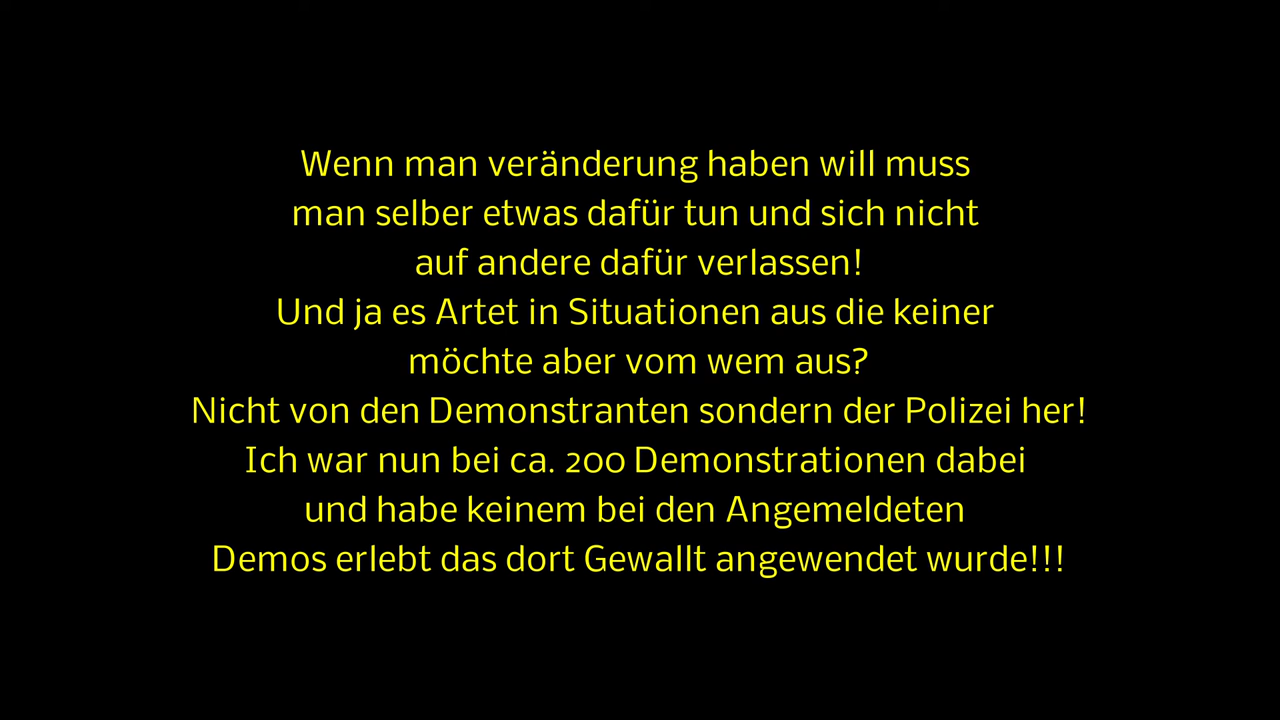 Wenn man veränderung haben will muss
man selber etwas dafür tun und sich nicht
auf andere dafür verlassen!
Und ja es Artet in Situationen aus die keiner
möchte aber vom wem aus?
Nicht von den Demonstranten sondern der Polizei her!
Ich war nun bei ca. 200 Demonstrationen dabei
und habe keinem bei den Angemeldeten
Demos erlebt das dort Gewallt angewendet wurde!!!